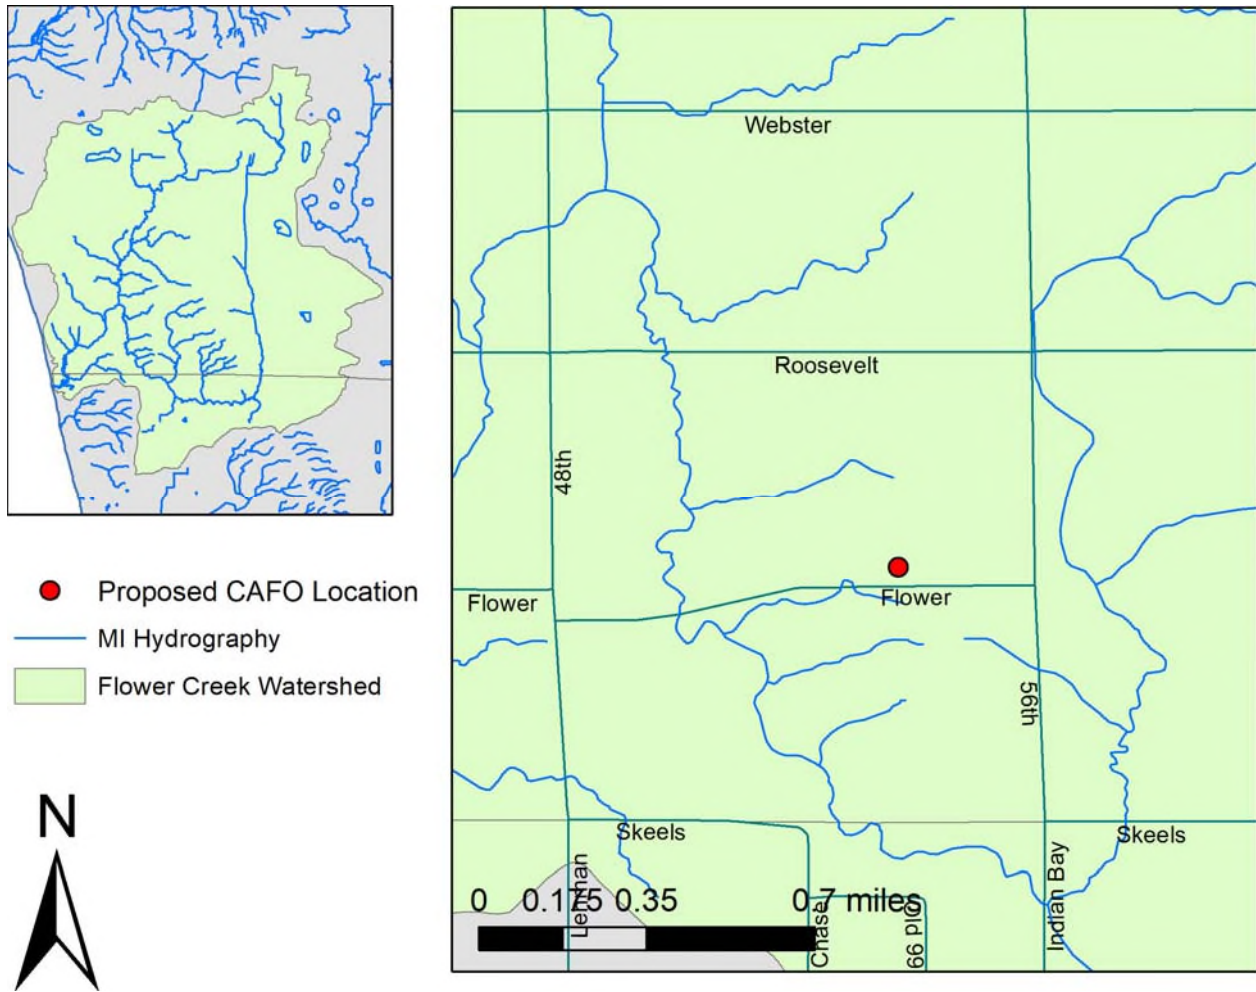 Proposed CAFO Location
MI Hydrography
Flower Creek Watershed
N
Webster
Roosevelt
48th
Flower
Flower
56th
Skeels
Skeels
0 0.175 0.35 0.7 miles
Lehman
Chase
Old 99
Indian Bay